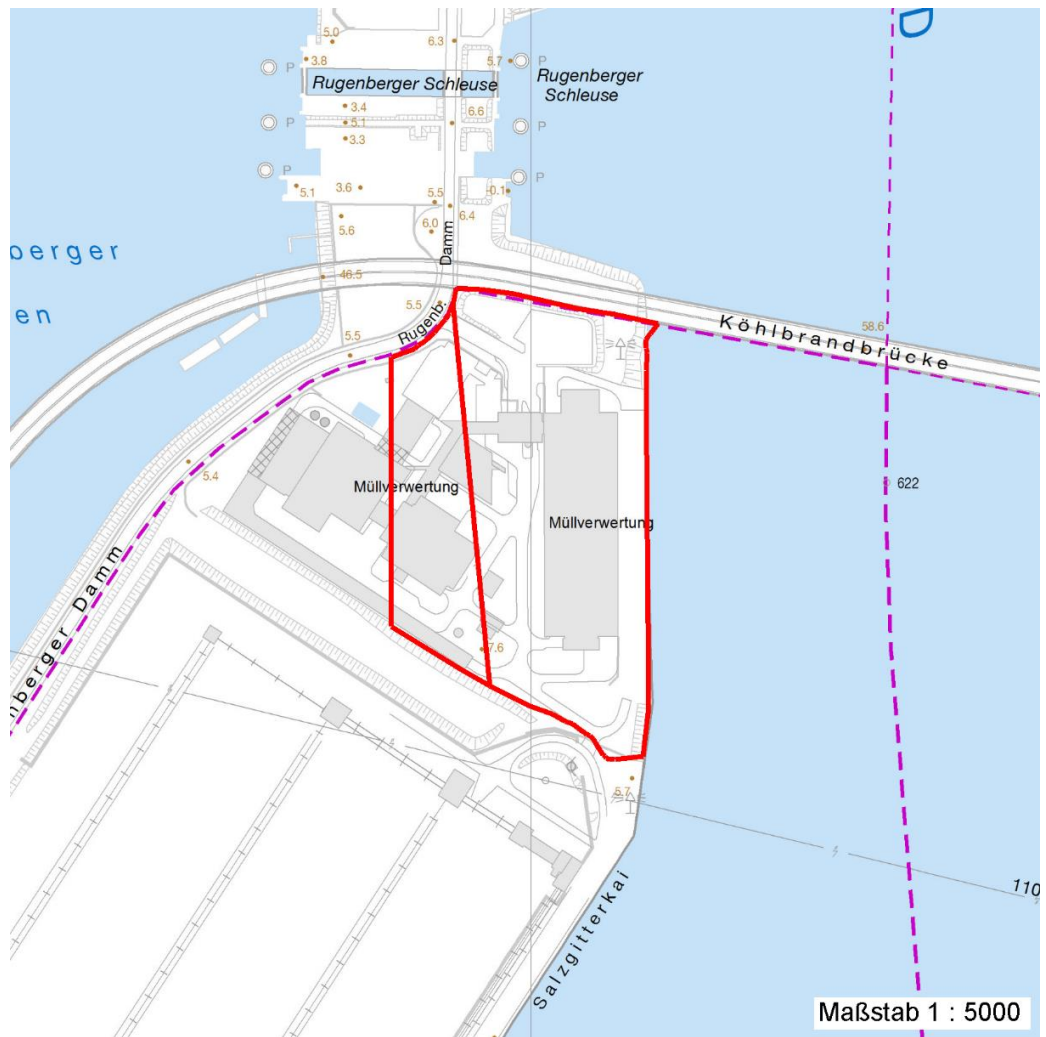 D
5.0
6.3
3.8
5.7
P
P
Rugenberger Schleuse
Rugenberger
Schleuse
3.4
6.6
P
5.1
P
3.3
P
P
5.1
3.6
5.5
-0.1
5.6
6.0
6.4
Damm
berger
46.5
en
5.5
Rugenb.
5.5
58.6
Köhlbrandbrücke
5.4
Müllverwertung
622
Müllverwertung
nberger Damm
7.6
5.7
110
Salzgitterkai
Maßstab 1 : 5000